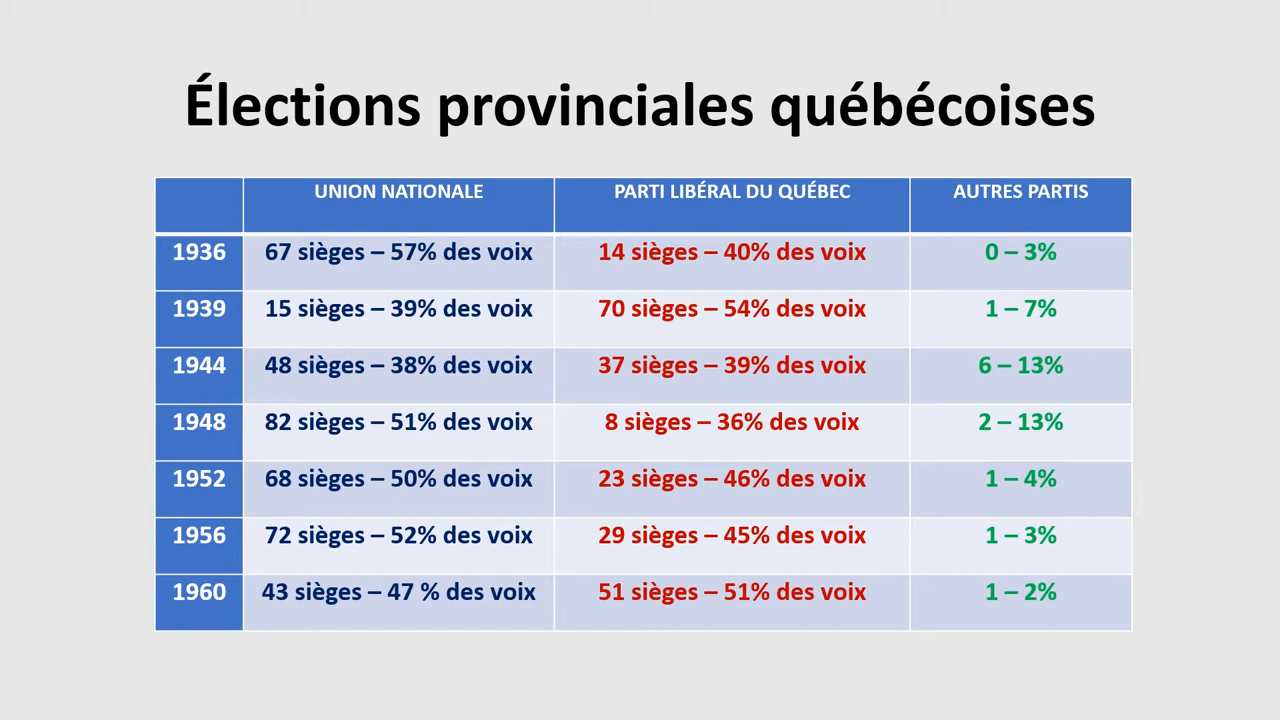 Élections provinciales québécoises
UNION NATIONALE PARTI LIBÉRAL DU QUÉBEC AUTRES PARTIS
1936 67 sièges – 57% des voix 14 sièges – 40% des voix 0 – 3%
1939 15 sièges – 39% des voix 70 sièges – 54% des voix 1 – 7%
1944 48 sièges – 38% des voix 37 sièges – 39% des voix 6 – 13%
1948 82 sièges – 51% des voix 8 sièges – 36% des voix 2 – 13%
1952 68 sièges – 50% des voix 23 sièges – 46% des voix 1 – 4%
1956 72 sièges – 52% des voix 29 sièges – 45% des voix 1 – 3%
1960 43 sièges – 47 % des voix 51 sièges – 51% des voix 1 – 2%